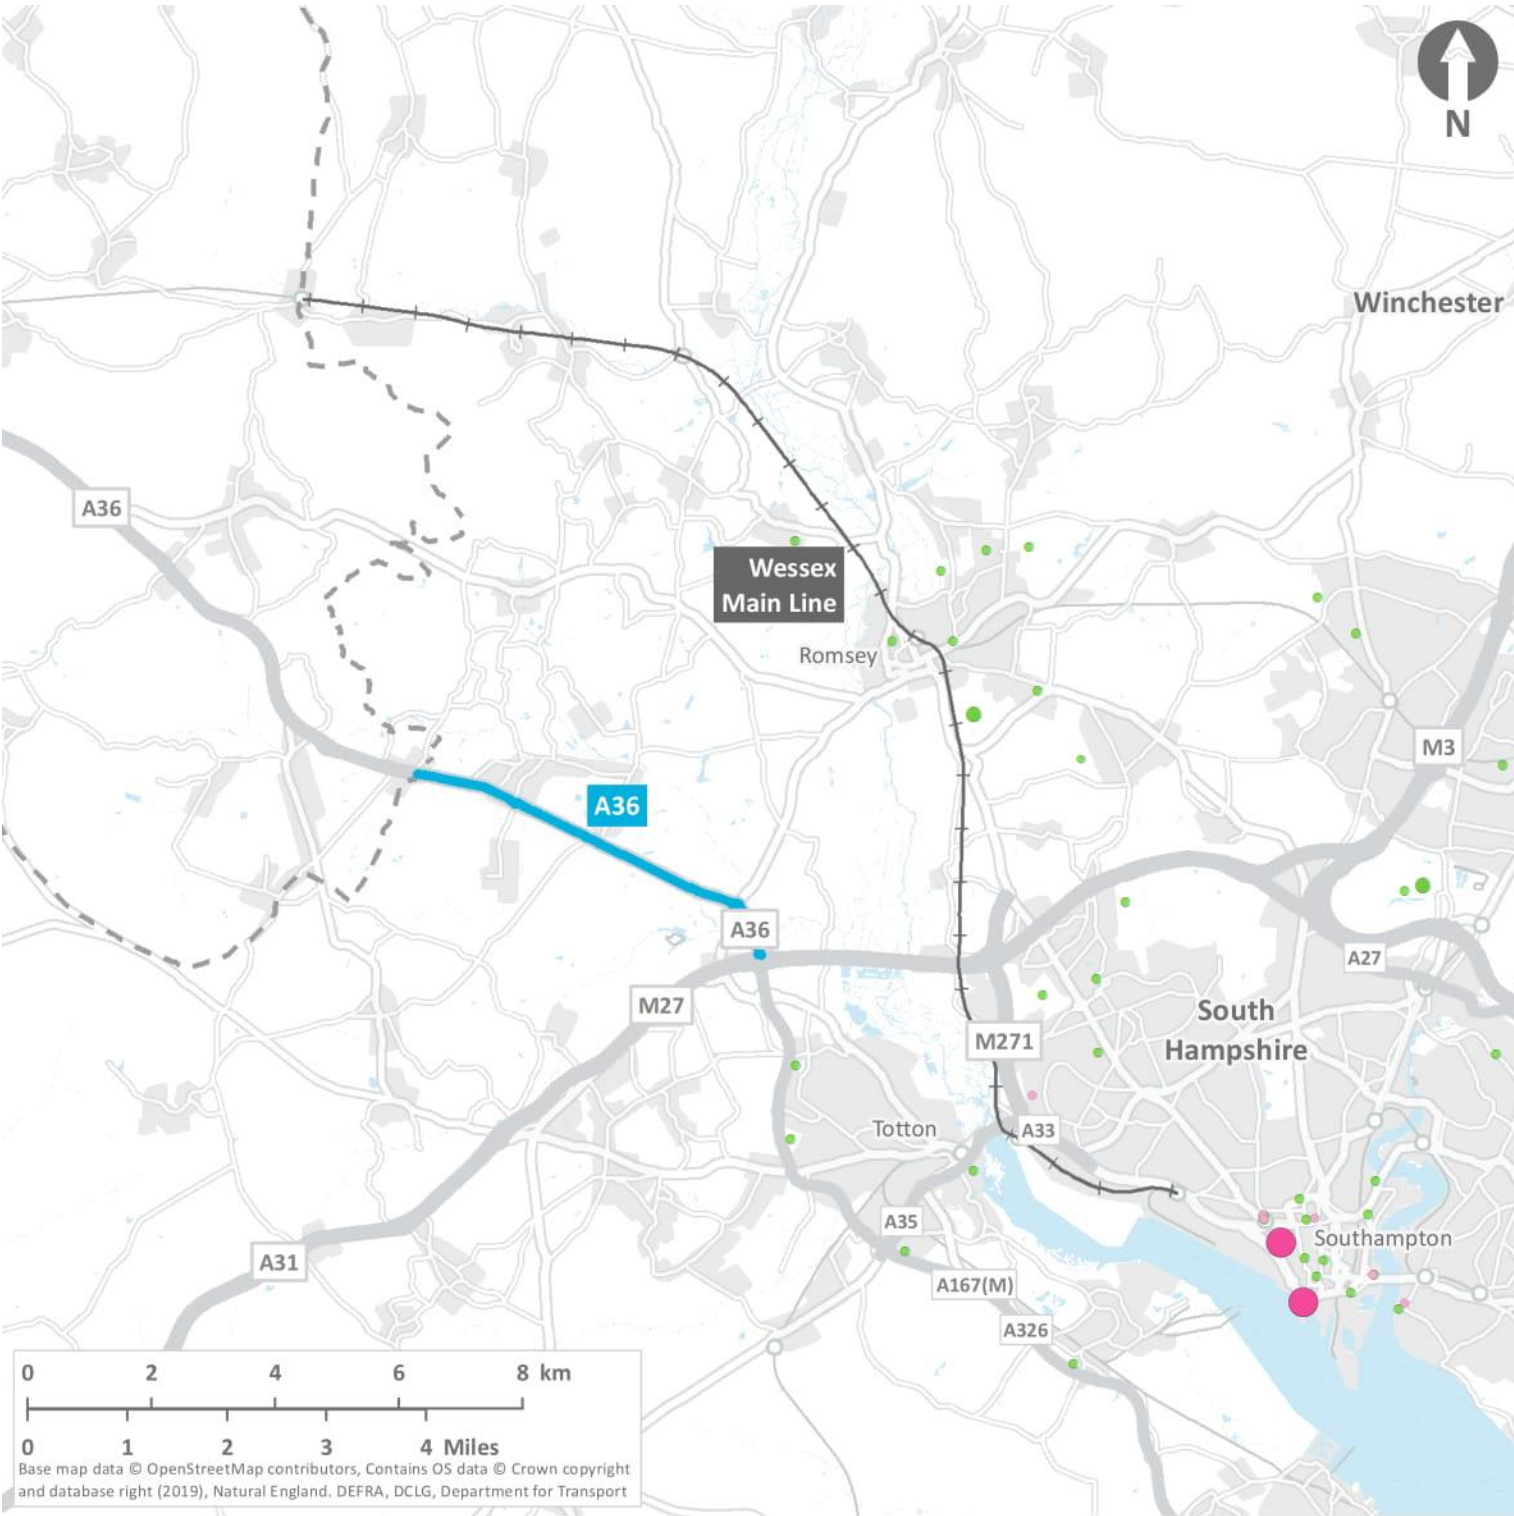 N
Winchester
A36
Wessex
Main Line
Romsey
M3
A36
A36
A27
M27
South
Hampshire
M271
Totton
A33
A35
Southampton
A31
A167(M)
A326
0 2 4 6 8 km
0 1 2 3 4 Miles
Base map data © OpenStreetMap contributors, Contains OS data © Crown copyright
and database right (2019), Natural England. DEFRA, DCLG, Department for Transport